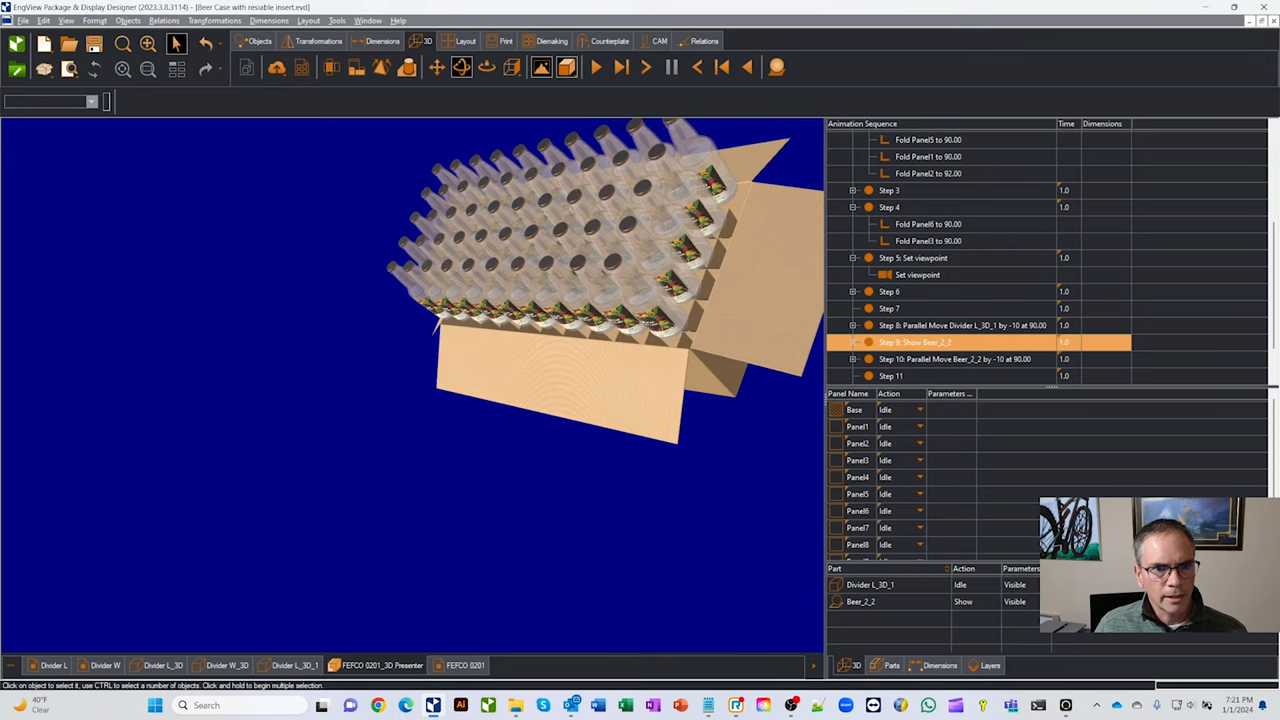 EngView Package & Display Designer (2023.3.8.3114) - [Beer Case with resiable insert.evd]
File Edit View Format Objects Relations Transformations Dimensions Layout Tools Window Help
Objects Transformations Dimensions 3D Layout Print Diemaking Counterplate CAM Relations
Animation Sequence Time Dimensions
Fold Panel5 to 90.00
Fold Panel1 to 90.00
Fold Panel2 to 92.00
Step 3 1.0
Step 4 1.0
Fold Panel6 to 90.00
Fold Panel3 to 90.00
Step 5: Set viewpoint 1.0
Set viewpoint
Step 6 1.0
Step 7 1.0
Step 8: Parallel Move Divider L_3D_1 by -10 at 90.00 1.0
Step 9: Show Beer_2_2 1.0
Step 10: Parallel Move Beer_2_2 by -10 at 90.00 1.0
Step 11 1.0
Panel Name Action Parameters ...
Base Idle
Panel1 Idle
Panel2 Idle
Panel3 Idle
Panel4 Idle
Panel5 Idle
Panel6 Idle
Panel7 Idle
Panel8 Idle
Part Action Parameters
Divider L_3D_1 Idle Visible
Beer_2_2 Show Visible
... Divider L Divider W Divider L_3D Divider W_3D Divider L_3D_1 FEFCO 0201_3D Presenter FEFCO 0201
3D Parts Dimensions Layers
Click on object to select it, use CTRL to select a number of objects. Click and hold to begin multiple selection.
40°F
Clear
Search
7:21 PM
1/1/2024